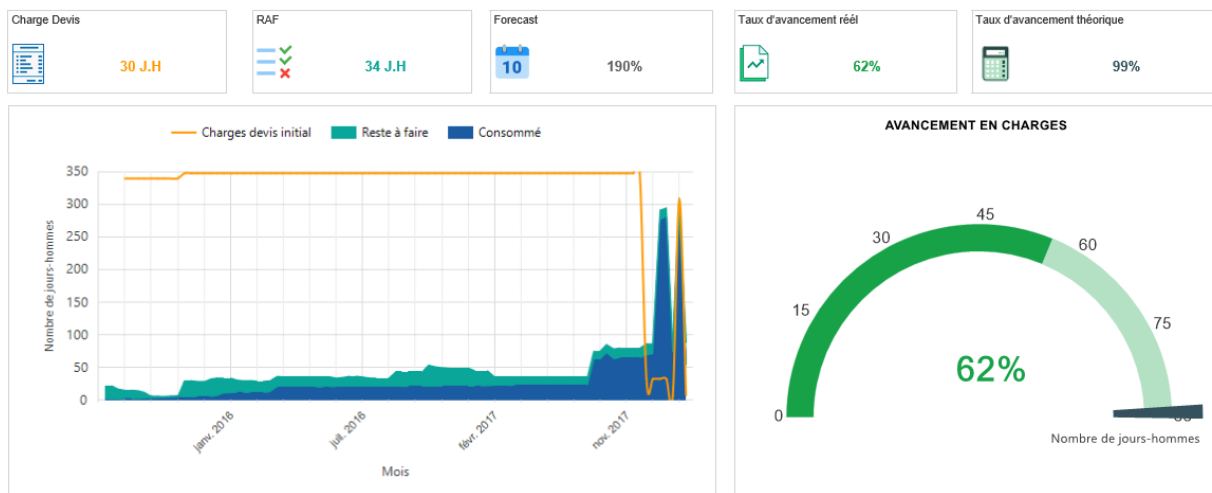 Charge Devis
30 J.H
RAF
34 J.H
Forecast
10
190%
Taux d'avancement réél
62%
Taux d'avancement théorique
99%
Charges devis initial
Reste à faire
Consommé
350
300
250
200
150
100
50
0
Nombre de jours-hommes
janv. 2016
juil. 2016
févr. 2017
nov. 2017
Mois
AVANCEMENT EN CHARGES
0
15
30
45
60
75
62%
Nombre de jours-hommes